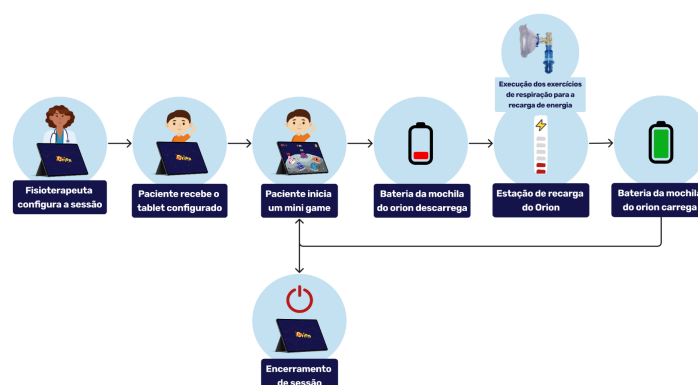 Execução dos exercícios
de respiração para a
recarga de energia
Fisioterapeuta
configura a sessão
Paciente recebe o
tablet configurado
Paciente inicia
um mini game
Bateria da mochila
do orion descarrega
Estação de recarga
do Orion
Bateria da mochila
do orion carrega
Encerramento
de sessão